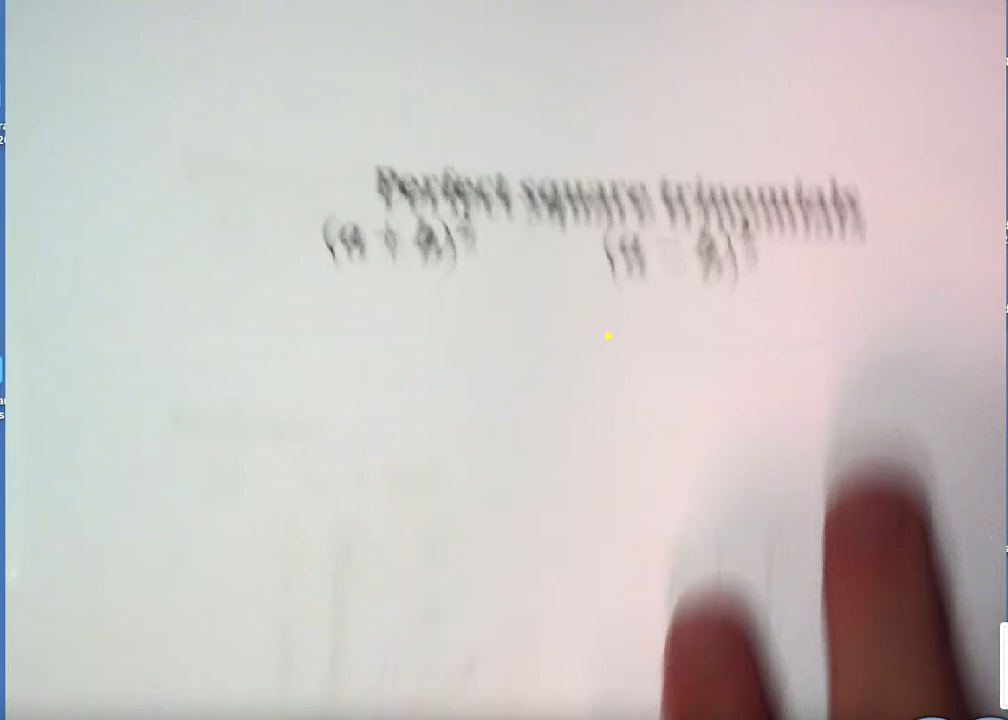 Perfect square trinomials
(a + b)² (a - b)²